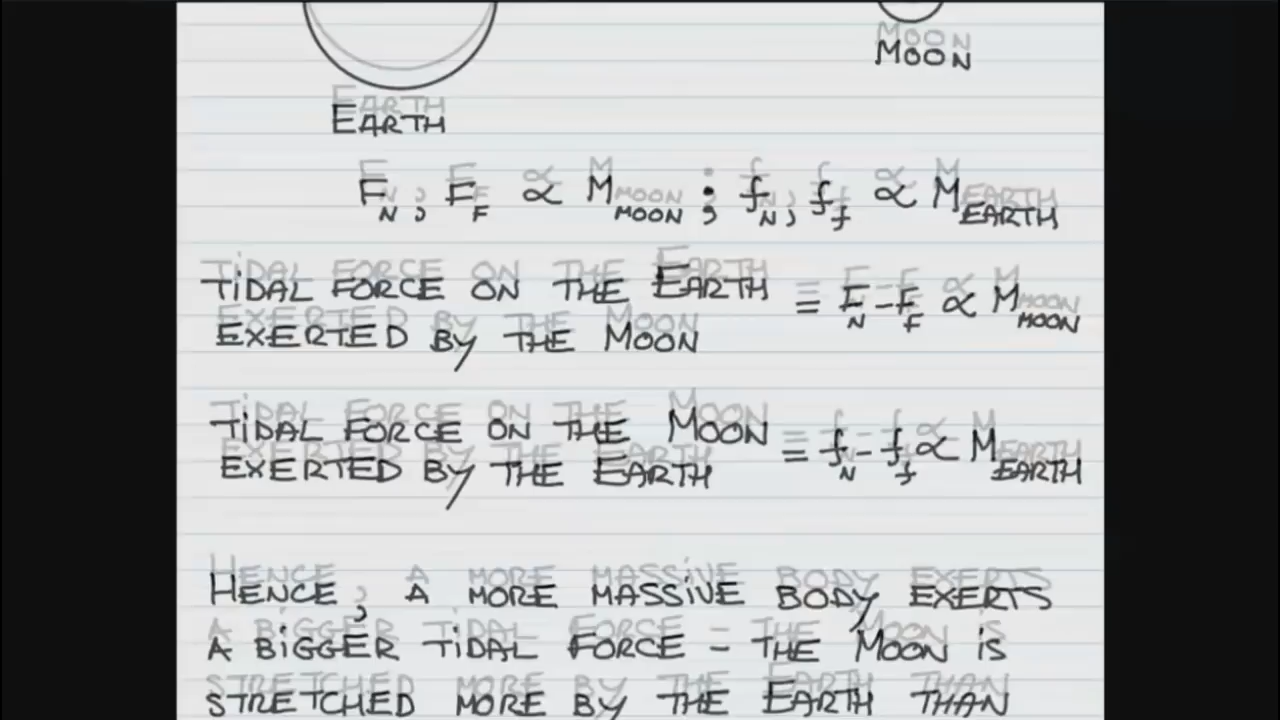 MOON
EARTH
F_N, F_F ∝ M_MOON ; f_N, f_f ∝ M_EARTH
TIDAL FORCE ON THE EARTH ≡ F_N - F_F ∝ M_MOON
EXERTED BY THE MOON
TIDAL FORCE ON THE MOON ≡ f_N - f_f ∝ M_EARTH
EXERTED BY THE EARTH
HENCE, A MORE MASSIVE BODY EXERTS
A BIGGER TIDAL FORCE – THE MOON IS
STRETCHED MORE BY THE EARTH THAN